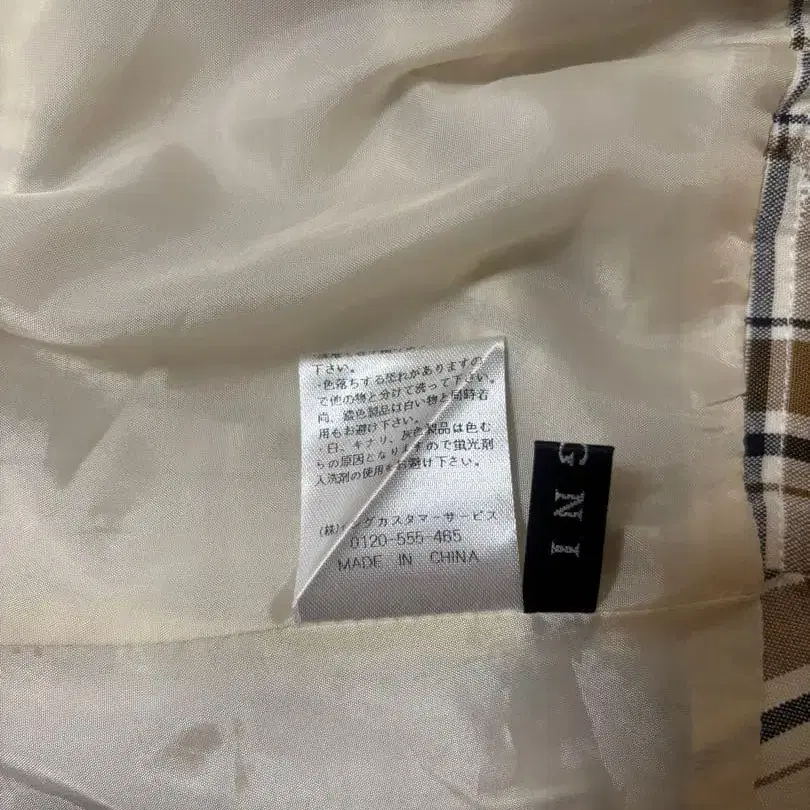 下さい。
・色落ちする恐れがありますの
で他の物と分けて洗って下さい。
尚、濃色製品は白い物と同時着
用もお避け下さい。
・白、キナリ、灰色製品は色む
らの原因となりますので蛍光剤
入洗剤の使用をお避け下さい。
(株)イングカスタマーサービス
0120-555-465
MADE IN CHINA
INGNI